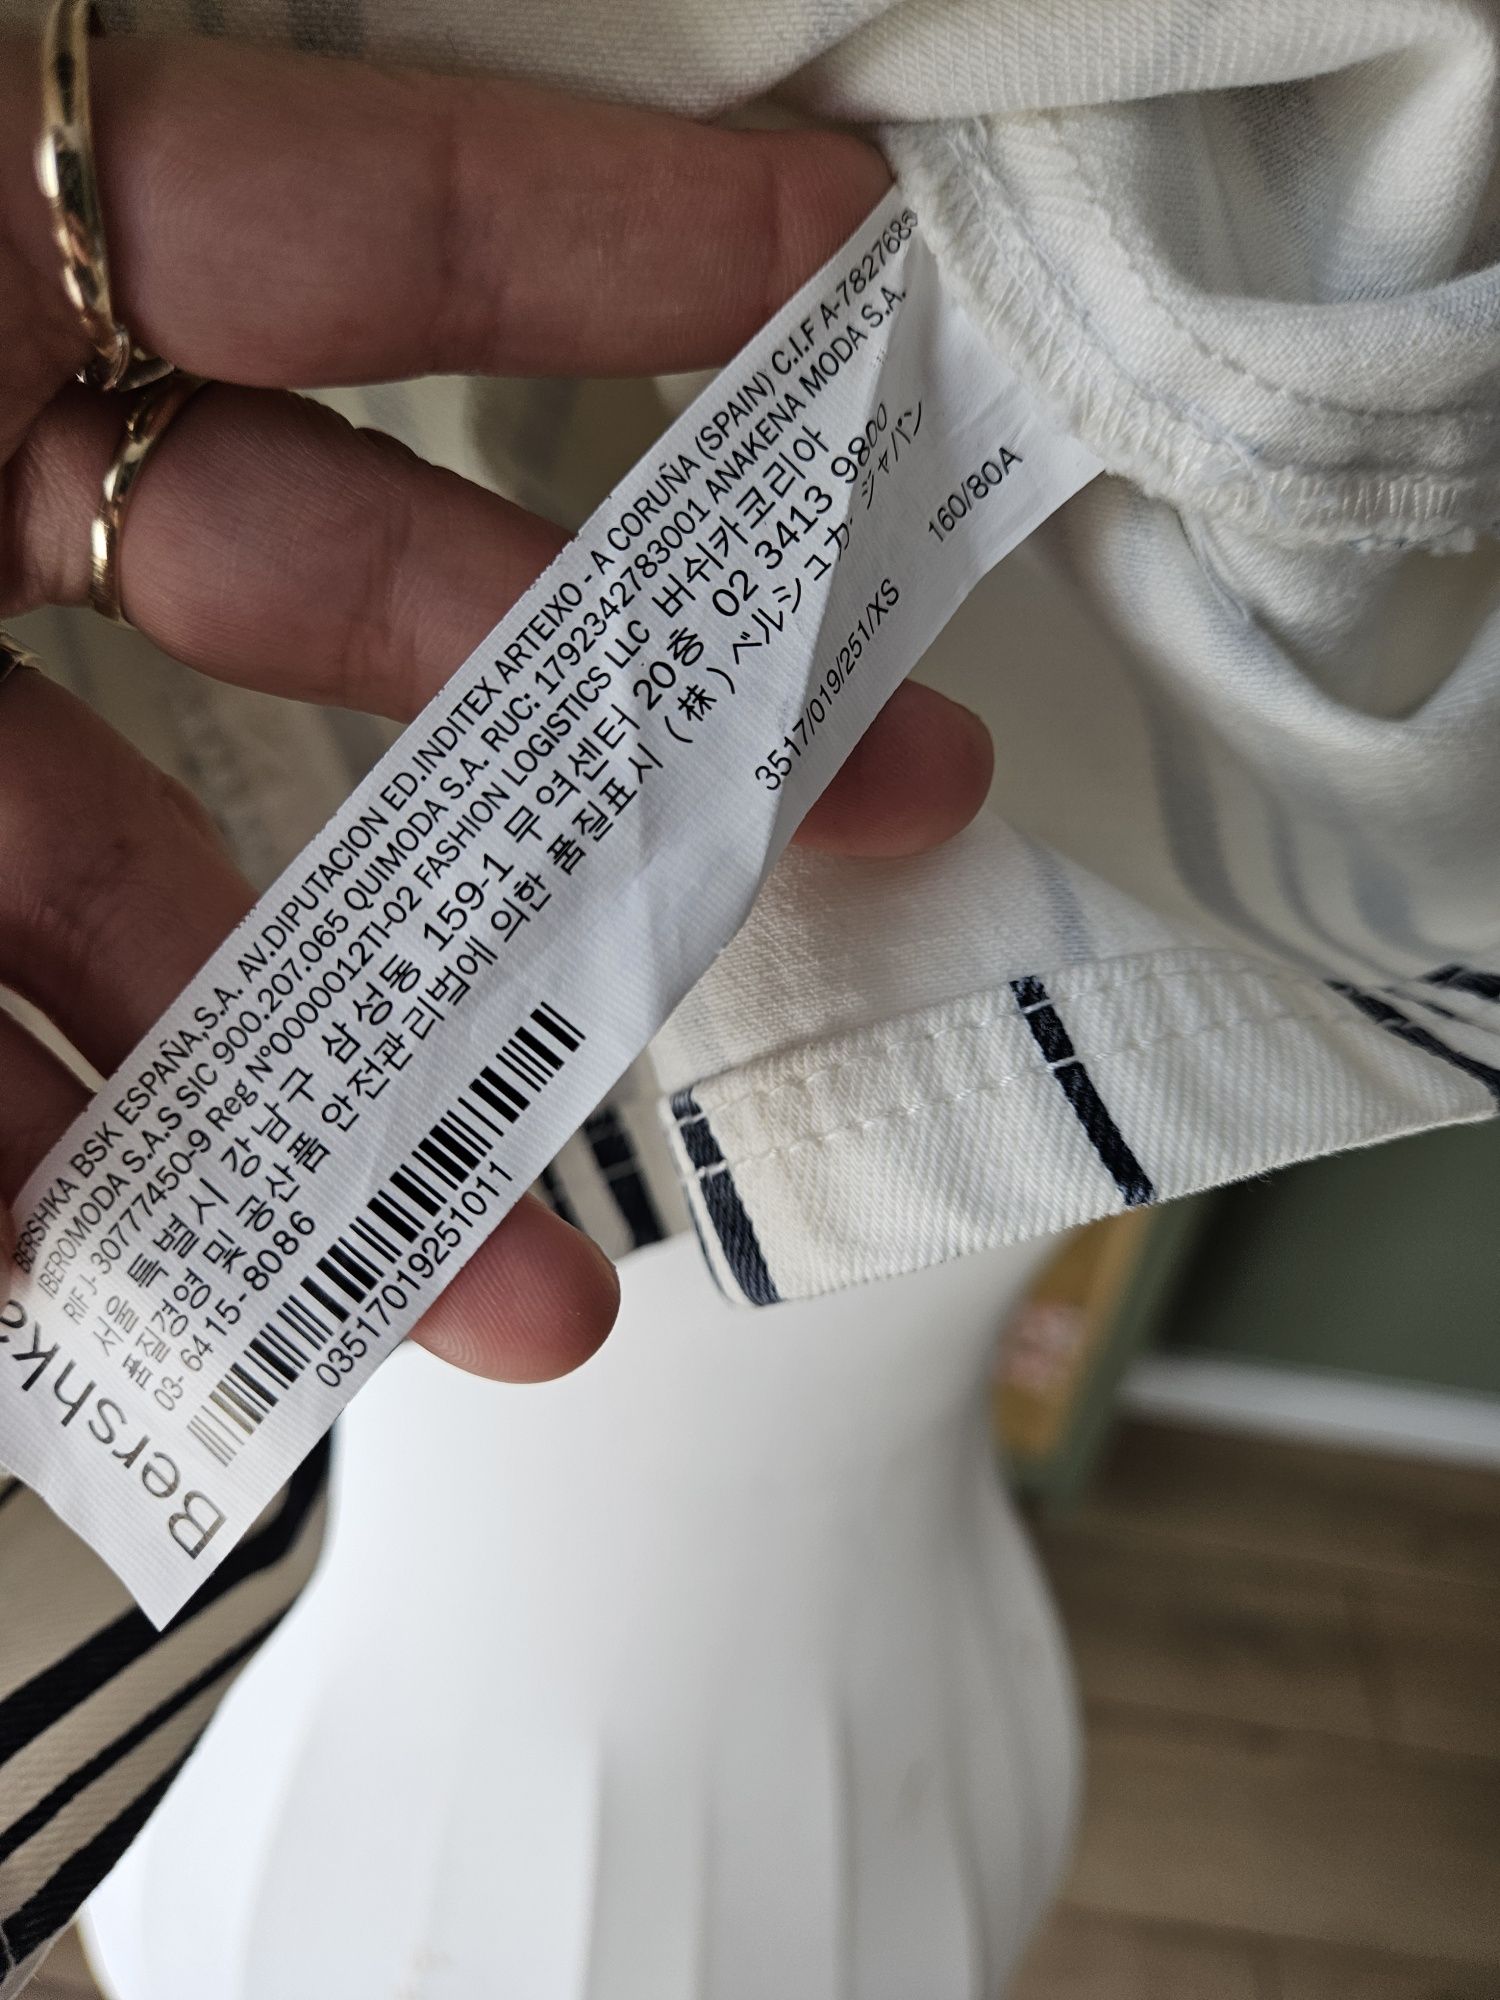 BERSHKA BSK ESPAÑA,S.A. AV.DIPUTACION ED.INDITEX ARTEIXO - A CORUÑA (SPAIN) C.I.F A-7827685
IBEROMODA S.A.S SIC 900.207.065 QUIMODA S.A. RUC: 1792342783001 ANAKENA MODA S.A.
RIF J-30777450-9 Reg N°0000012TI-02 FASHION LOGISTICS LLC 버쉬카코리아
서울 특별시 강남구 삼성동 159-1 무역센터 20층 02 3413 9800
품질경영 및 공산품 안전관리법에 의한 품질표시 (株) ベルシュカ・ジャパン
03-6415-8086
03517019251011
3517/019/251/XS
160/80A
Bershka